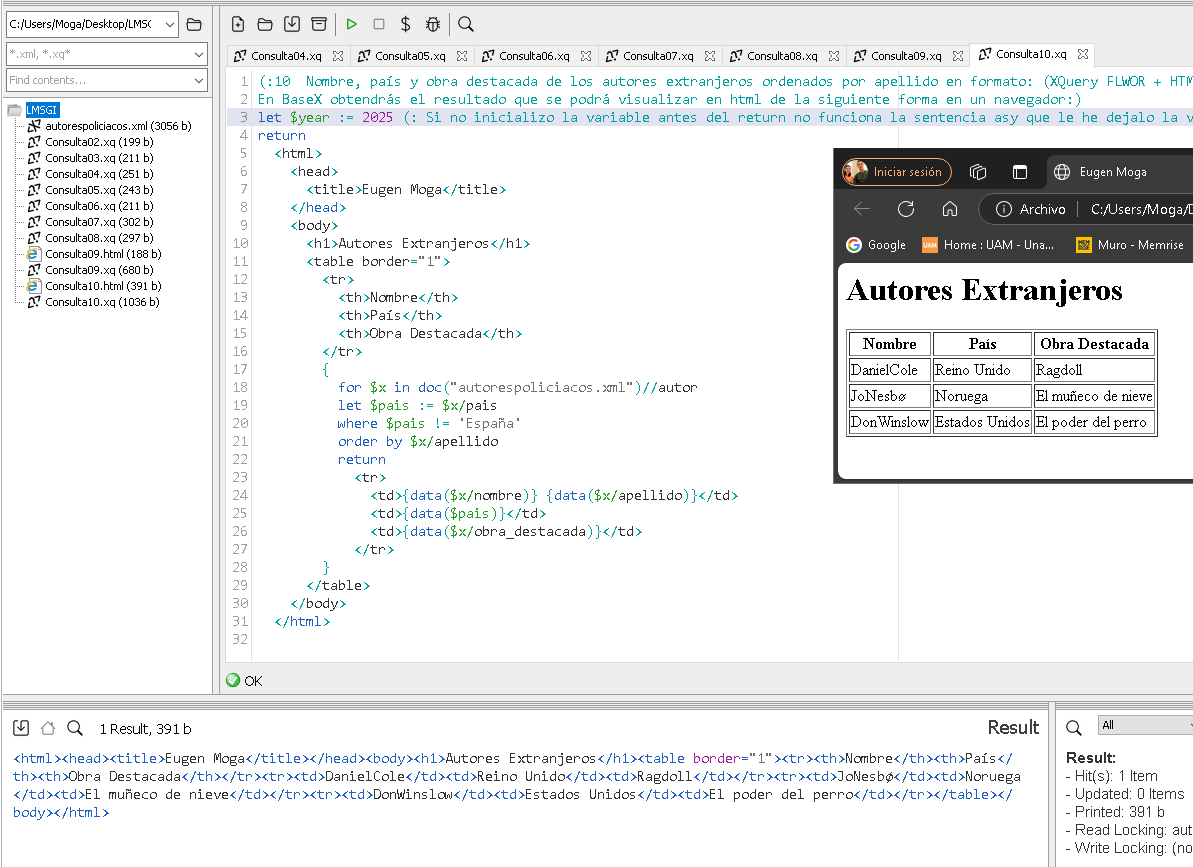 C:/Users/Moga/Desktop/LMSG
*.xml, *.xq*
Find contents...
LMSGI
autorespoliciacos.xml (3056 b)
Consulta02.xq (199 b)
Consulta03.xq (211 b)
Consulta04.xq (251 b)
Consulta05.xq (243 b)
Consulta06.xq (211 b)
Consulta07.xq (302 b)
Consulta08.xq (297 b)
Consulta09.html (188 b)
Consulta09.xq (680 b)
Consulta10.html (391 b)
Consulta10.xq (1036 b)
Consulta04.xq Consulta05.xq Consulta06.xq Consulta07.xq Consulta08.xq Consulta09.xq Consulta10.xq
1 (:10  Nombre, país y obra destacada de los autores extranjeros ordenados por apellido en formato: (XQuery FLWOR + HTM
2 En BaseX obtendrás el resultado que se podrá visualizar en html de la siguiente forma en un navegador:)
3 let $year := 2025 (: Si no inicializo la variable antes del return no funciona la sentencia asy que le he dejalo la v
4 return
5 <html>
6 <head>
7 <title>Eugen Moga</title>
8 </head>
9 <body>
10 <h1>Autores Extranjeros</h1>
11 <table border="1">
12 <tr>
13 <th>Nombre</th>
14 <th>País</th>
15 <th>Obra Destacada</th>
16 </tr>
17 {
18 for $x in doc("autorespoliciacos.xml")//autor
19 let $pais := $x/pais
20 where $pais != 'España'
21 order by $x/apellido
22 return
23 <tr>
24 <td>{data($x/nombre)} {data($x/apellido)}</td>
25 <td>{data($pais)}</td>
26 <td>{data($x/obra_destacada)}</td>
27 </tr>
28 }
29 </table>
30 </body>
31 </html>
32
Iniciar sesión Eugen Moga
Archivo C:/Users/Moga/D
Google Home : UAM - Una... Muro - Memrise
Autores Extranjeros
Nombre País Obra Destacada
DanielCole Reino Unido Ragdoll
JoNesbø Noruega El muñeco de nieve
DonWinslow Estados Unidos El poder del perro
OK
1 Result, 391 b Result
<html><head><title>Eugen Moga</title></head><body><h1>Autores Extranjeros</h1><table border="1"><tr><th>Nombre</th><th>País</
th><th>Obra Destacada</th></tr><tr><td>DanielCole</td><td>Reino Unido</td><td>Ragdoll</td></tr><tr><td>JoNesbø</td><td>Noruega
</td><td>El muñeco de nieve</td></tr><tr><td>DonWinslow</td><td>Estados Unidos</td><td>El poder del perro</td></tr></table></
body></html>
All
Result:
- Hit(s): 1 Item
- Updated: 0 Items
- Printed: 391 b
- Read Locking: aut
- Write Locking: (no